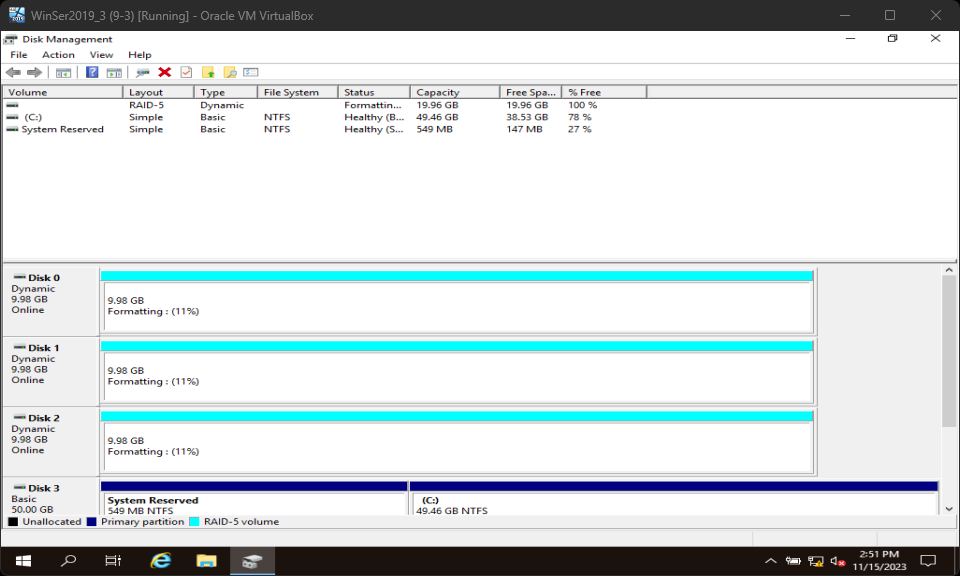 WinSer2019_3 (9-3) [Running] - Oracle VM VirtualBox
Disk Management
File Action View Help
Volume Layout Type File System Status Capacity Free Spa... % Free
RAID-5 Dynamic Formattin... 19.96 GB 19.96 GB 100 %
(C:) Simple Basic NTFS Healthy (B... 49.46 GB 38.53 GB 78 %
System Reserved Simple Basic NTFS Healthy (S... 549 MB 147 MB 27 %
Disk 0
Dynamic
9.98 GB
Online
9.98 GB
Formatting : (11%)
Disk 1
Dynamic
9.98 GB
Online
9.98 GB
Formatting : (11%)
Disk 2
Dynamic
9.98 GB
Online
9.98 GB
Formatting : (11%)
Disk 3
Basic
50.00 GB
System Reserved
549 MB NTFS
(C:)
49.46 GB NTFS
Unallocated Primary partition RAID-5 volume
2:51 PM
11/15/2023